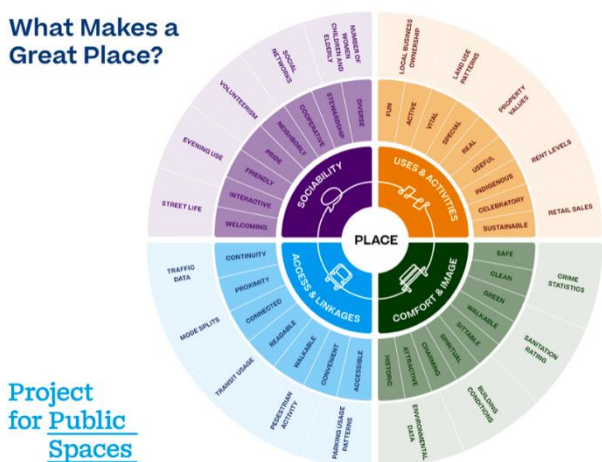 What Makes a
Great Place?
PLACE
SOCIABILITY
DIVERSE
STEWARDSHIP
COOPERATIVE
NEIGHBORLY
PRIDE
FRIENDLY
INTERACTIVE
WELCOMING
NUMBER OF
WOMEN
CHILDREN AND
ELDERLY
SOCIAL
NETWORKS
VOLUNTEERISM
EVENING USE
STREET LIFE
USES & ACTIVITIES
FUN
ACTIVE
VITAL
SPECIAL
REAL
USEFUL
INDIGENOUS
CELEBRATORY
SUSTAINABLE
LOCAL BUSINESS
OWNERSHIP
LAND USE
PATTERNS
PROPERTY
VALUES
RENT LEVELS
RETAIL SALES
COMFORT & IMAGE
SAFE
CLEAN
GREEN
WALKABLE
SITTABLE
SPIRITUAL
CHARMING
ATTRACTIVE
HISTORIC
CRIME
STATISTICS
SANITATION
RATING
BUILDING
CONDITIONS
ENVIRONMENTAL
DATA
ACCESS & LINKAGES
CONTINUITY
PROXIMITY
CONNECTED
READABLE
WALKABLE
CONVENIENT
ACCESSIBLE
TRAFFIC
DATA
MODE SPLITS
TRANSIT USAGE
PEDESTRIAN
ACTIVITY
PARKING USAGE
PATTERNS
Project
for Public
Spaces